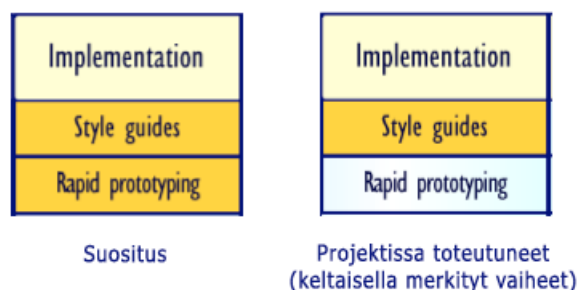 Implementation
Style guides
Rapid prototyping
Suositus
Implementation
Style guides
Rapid prototyping
Projektissa toteutuneet
(keltaisella merkityt vaiheet)